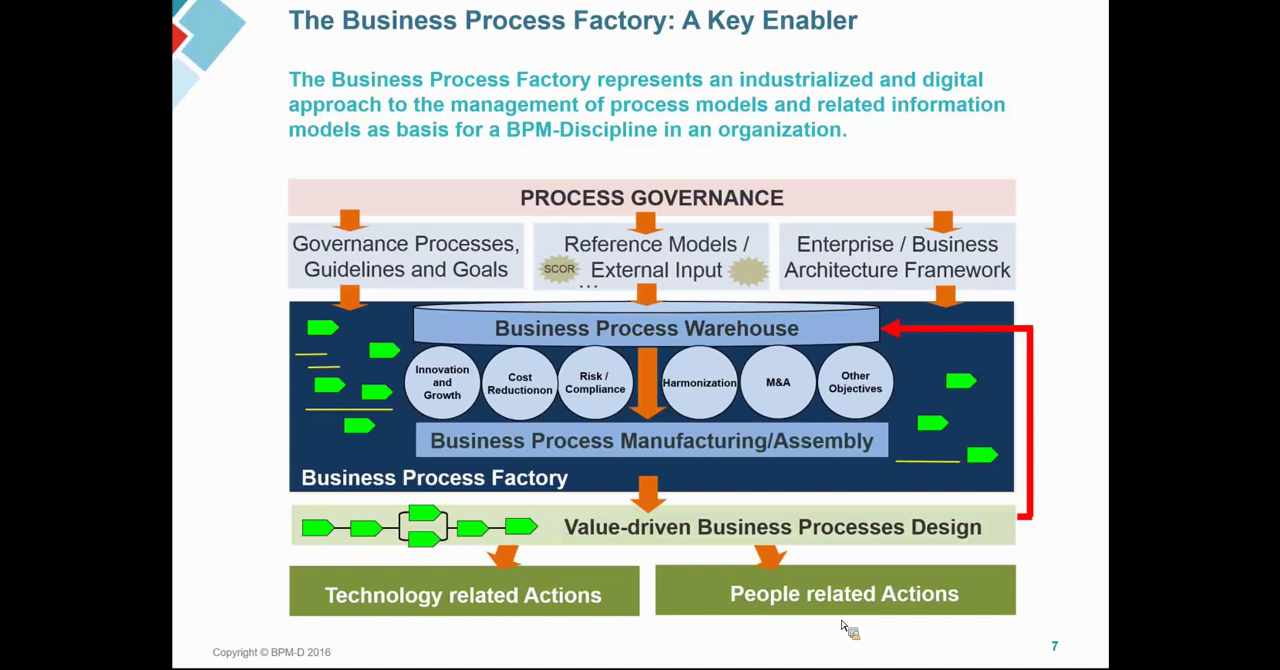 The Business Process Factory: A Key Enabler
The Business Process Factory represents an industrialized and digital
approach to the management of process models and related information
models as basis for a BPM-Discipline in an organization.
PROCESS GOVERNANCE
Governance Processes,
Guidelines and Goals
Reference Models /
SCOR
External Input
...
Enterprise / Business
Architecture Framework
Business Process Warehouse
Innovation
and
Growth
Cost
Reductionon
Risk /
Compliance
Harmonization
M&A
Other
Objectives
Business Process Manufacturing/Assembly
Business Process Factory
Value-driven Business Processes Design
Technology related Actions
People related Actions
Copyright © BPM-D 2016
7